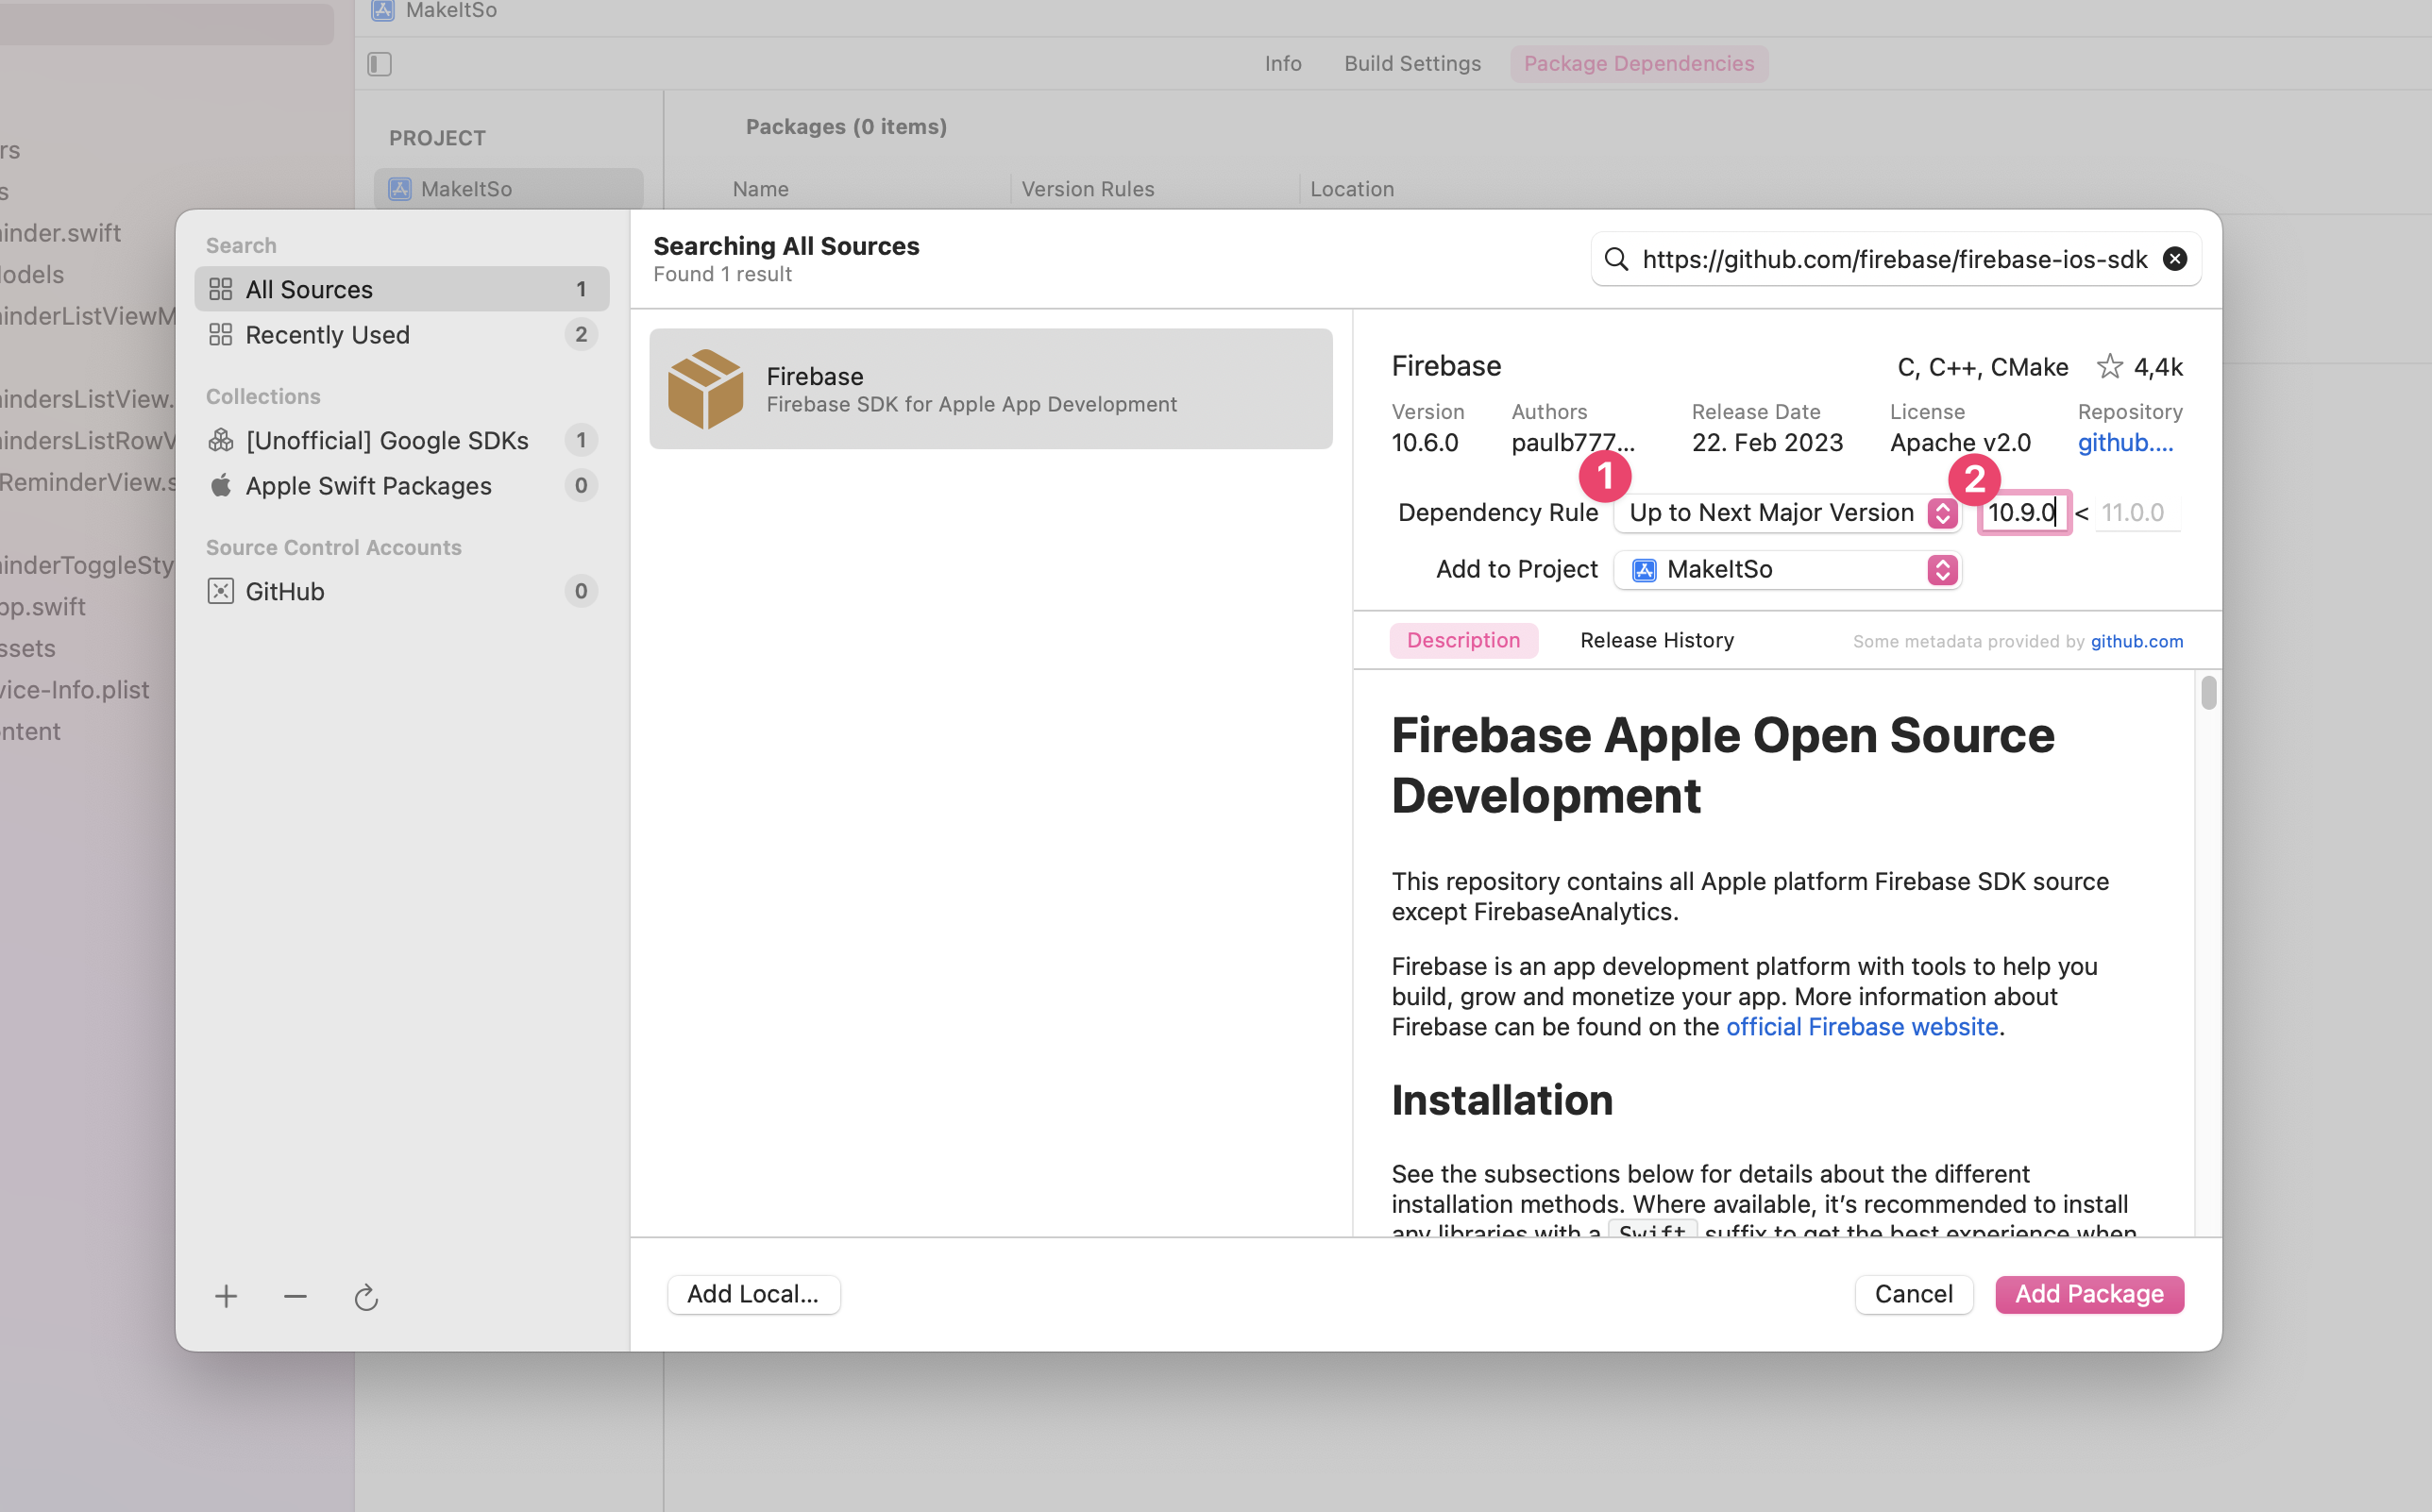 MakeItSo
Info
Build Settings
Package Dependencies
PROJECT
MakeItSo
Packages (0 items)
Name
Version Rules
Location
rs
s
inder.swift
odels
inderListViewM
indersListView.
indersListRowV
ReminderView.s
inderToggleSty
pp.swift
ssets
vice-Info.plist
ntent
Search
All Sources 1
Recently Used 2
Collections
[Unofficial] Google SDKs 1
Apple Swift Packages 0
Source Control Accounts
GitHub 0
Searching All Sources
Found 1 result
https://github.com/firebase/firebase-ios-sdk
Firebase
Firebase SDK for Apple App Development
Firebase
C, C++, CMake 4,4k
Version Authors Release Date License Repository
10.6.0 paulb777... 22. Feb 2023 Apache v2.0 github....
1 2
Dependency Rule Up to Next Major Version 10.9.0 < 11.0.0
Add to Project MakeItSo
Description Release History Some metadata provided by github.com
Firebase Apple Open Source
Development
This repository contains all Apple platform Firebase SDK source
except FirebaseAnalytics.
Firebase is an app development platform with tools to help you
build, grow and monetize your app. More information about
Firebase can be found on the official Firebase website.
Installation
See the subsections below for details about the different
installation methods. Where available, it’s recommended to install
any libraries with a Swift suffix to get the best experience when
Add Local...
Cancel
Add Package